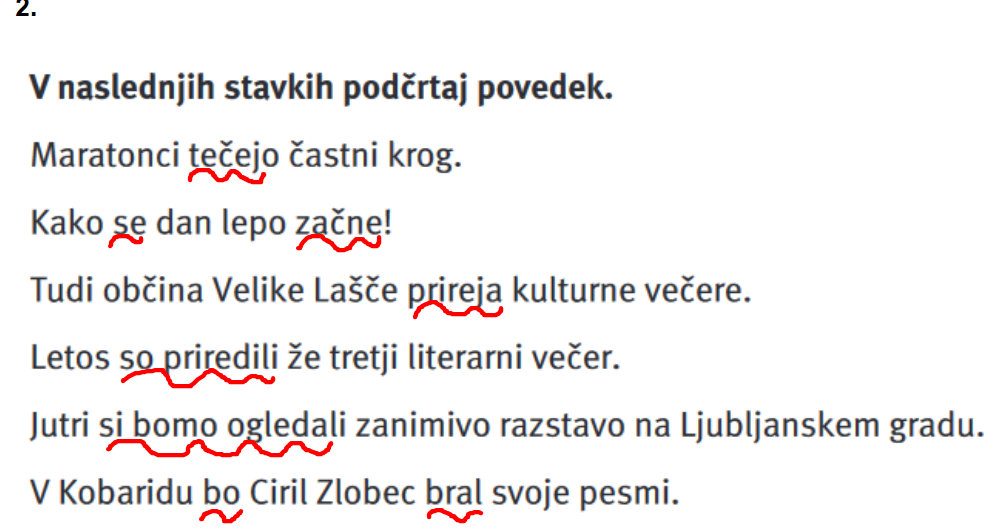 2.
V naslednjih stavkih podčrtaj povedek.
Maratonci tečejo častni krog.
Kako se dan lepo začne!
Tudi občina Velike Lašče prireja kulturne večere.
Letos so priredili že tretji literarni večer.
Jutri si bomo ogledali zanimivo razstavo na Ljubljanskem gradu.
V Kobaridu bo Ciril Zlobec bral svoje pesmi.